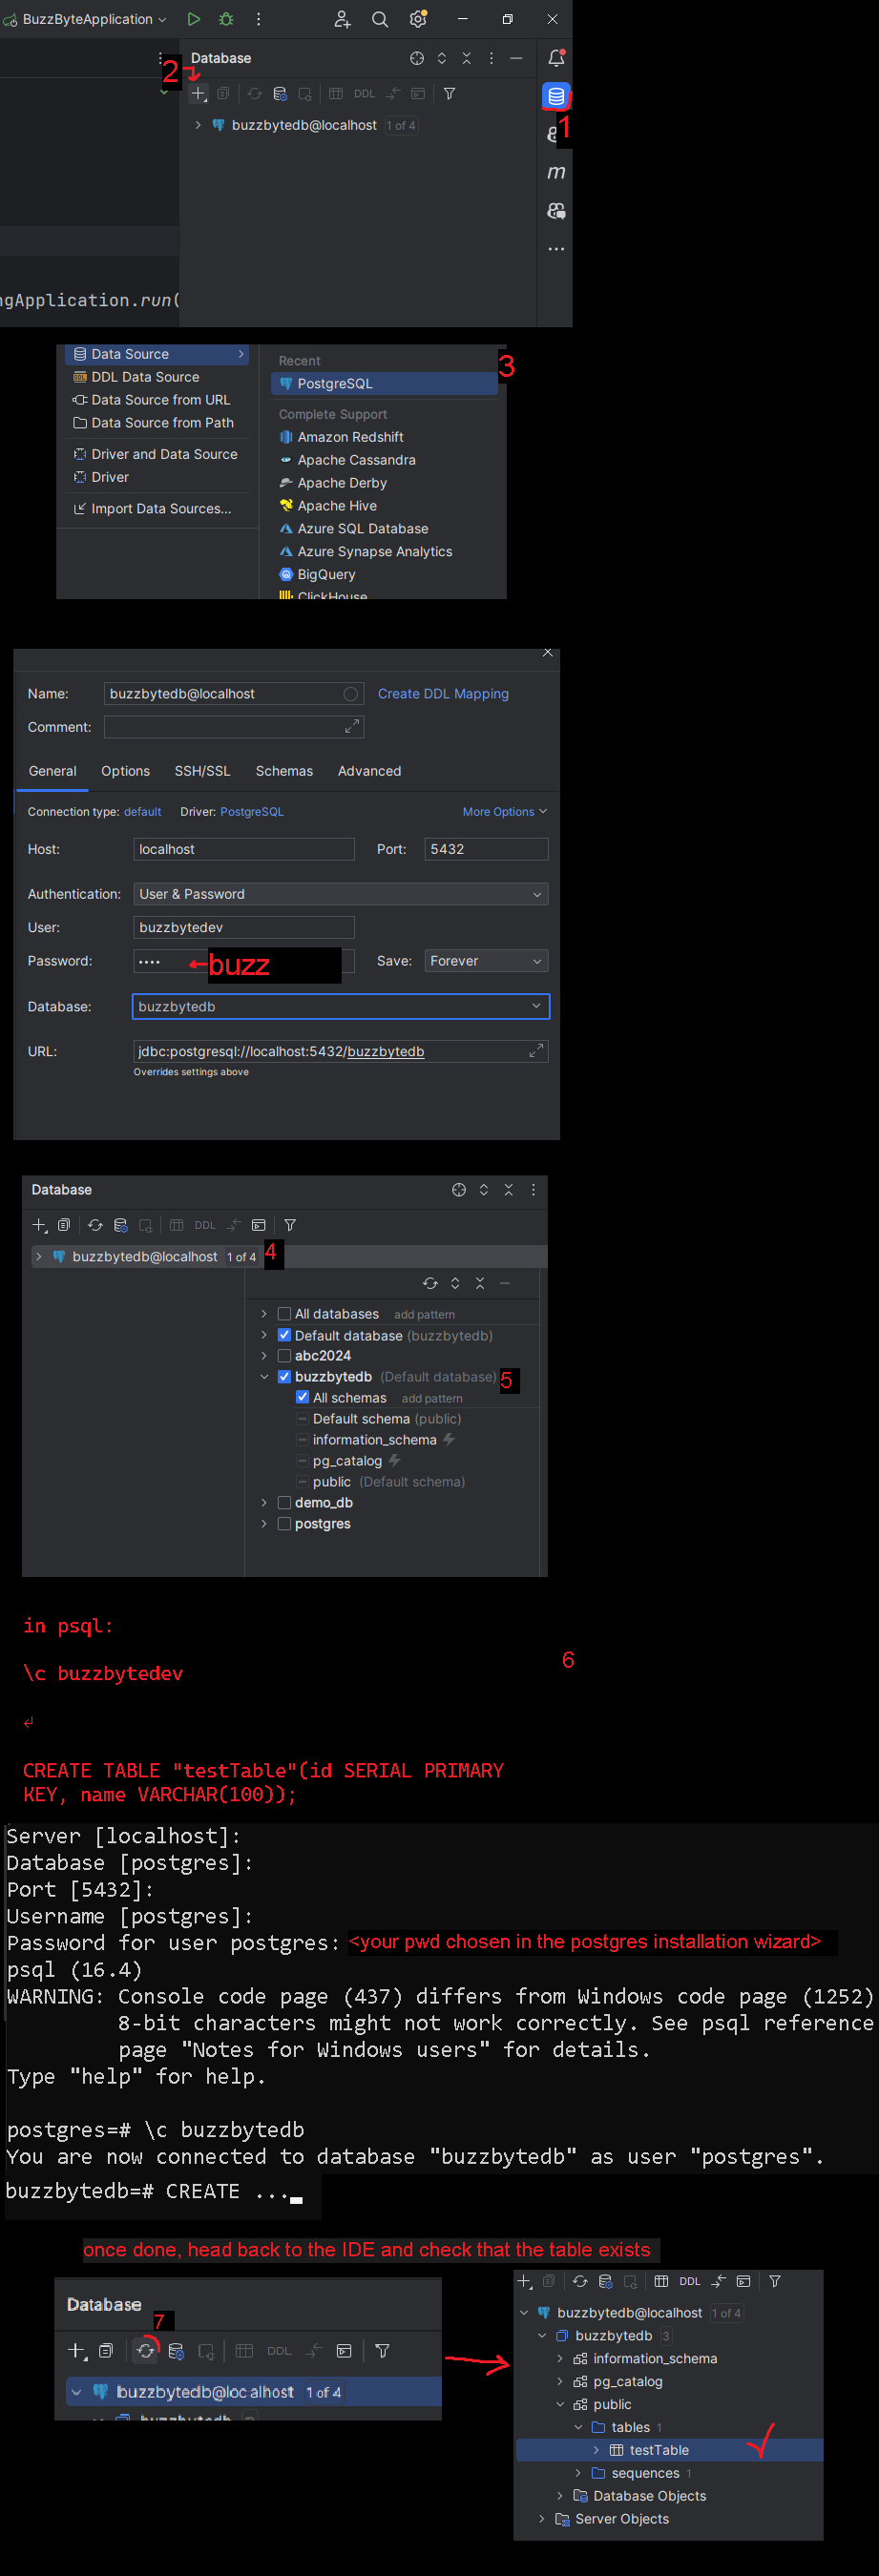 BuzzByteApplication
Database
2
DDL
buzzbytedb@localhost 1 of 4
1
m
ngApplication.run(
Data Source
DDL Data Source
Data Source from URL
Data Source from Path
Driver and Data Source
Driver
Import Data Sources...
Recent
3
PostgreSQL
Complete Support
Amazon Redshift
Apache Cassandra
Apache Derby
Apache Hive
Azure SQL Database
Azure Synapse Analytics
BigQuery
ClickHouse
Name: buzzbytedb@localhost Create DDL Mapping
Comment:
General Options SSH/SSL Schemas Advanced
Connection type: default Driver: PostgreSQL More Options
Host: localhost Port: 5432
Authentication: User & Password
User: buzzbytedev
Password: •••• ←buzz Save: Forever
Database: buzzbytedb
URL: jdbc:postgresql://localhost:5432/buzzbytedb
Overrides settings above
Database
DDL
buzzbytedb@localhost 1 of 4 4
All databases add pattern
Default database (buzzbytedb)
abc2024
buzzbytedb (Default database) 5
All schemas add pattern
Default schema (public)
information_schema
pg_catalog
public (Default schema)
demo_db
postgres
in psql:
6
\c buzzbytedev
↲
CREATE TABLE "testTable"(id SERIAL PRIMARY
KEY, name VARCHAR(100));
Server [localhost]:
Database [postgres]:
Port [5432]:
Username [postgres]:
Password for user postgres: <your pwd chosen in the postgres installation wizard>
psql (16.4)
WARNING: Console code page (437) differs from Windows code page (1252)
8-bit characters might not work correctly. See psql reference
page "Notes for Windows users" for details.
Type "help" for help.
postgres=# \c buzzbytedb
You are now connected to database "buzzbytedb" as user "postgres".
buzzbytedb=# CREATE ...
once done, head back to the IDE and check that the table exists
Database
7
DDL
buzzbytedb@localhost 1 of 4
buzzbytedb
DDL
buzzbytedb@localhost 1 of 4
buzzbytedb 3
information_schema
pg_catalog
public
tables 1
testTable
sequences 1
Database Objects
Server Objects